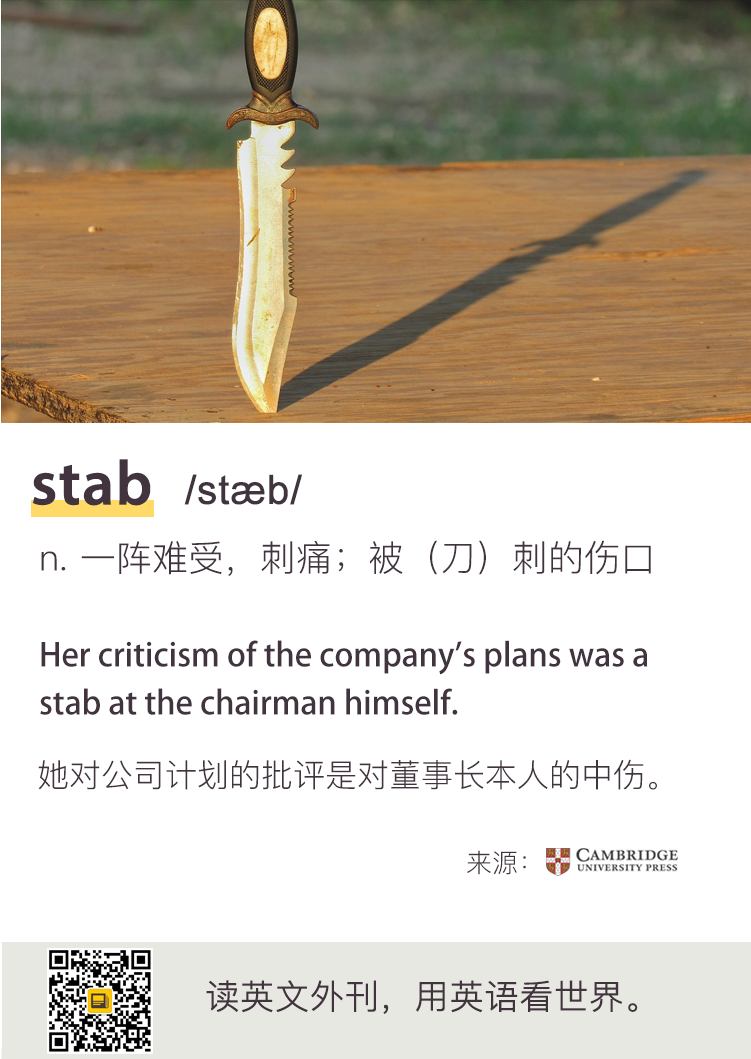 stab /stæb/
n. 一阵难受，刺痛；被（刀）刺的伤口
Her criticism of the company’s plans was a
stab at the chairman himself.
她对公司计划的批评是对董事长本人的中伤。
来源： CAMBRIDGE
UNIVERSITY PRESS
读英文外刊，用英语看世界。